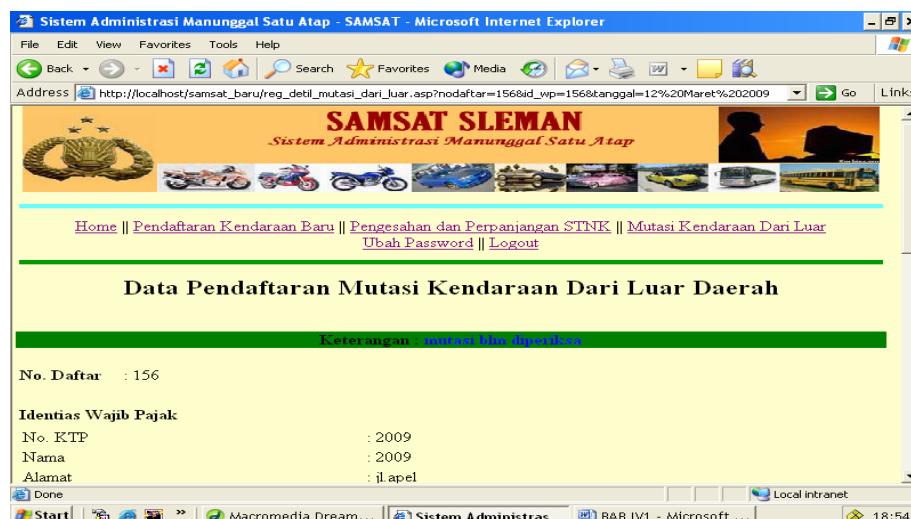 Sistem Administrasi Manunggal Satu Atap - SAMSAT - Microsoft Internet Explorer
File Edit View Favorites Tools Help
Back Search Favorites Media
Address http://localhost/samsat_baru/reg_detil_mutasi_dari_luar.asp?nodaftar=156&id_wp=156&tanggal=12%20Maret%202009 Go Links
SAMSAT SLEMAN
Sistem Administrasi Manunggal Satu Atap
Home || Pendaftaran Kendaraan Baru || Pengesahan dan Perpanjangan STNK || Mutasi Kendaraan Dari Luar
Ubah Password || Logout
Data Pendaftaran Mutasi Kendaraan Dari Luar Daerah
Keterangan : mutasi blm diperiksa
No. Daftar : 156
Identias Wajib Pajak
No. KTP : 2009
Nama : 2009
Alamat : jl.apel
Done Local intranet
Start » Macromedia Dream... Sistem Administras... BAB IV1 - Microsoft ... 18:54